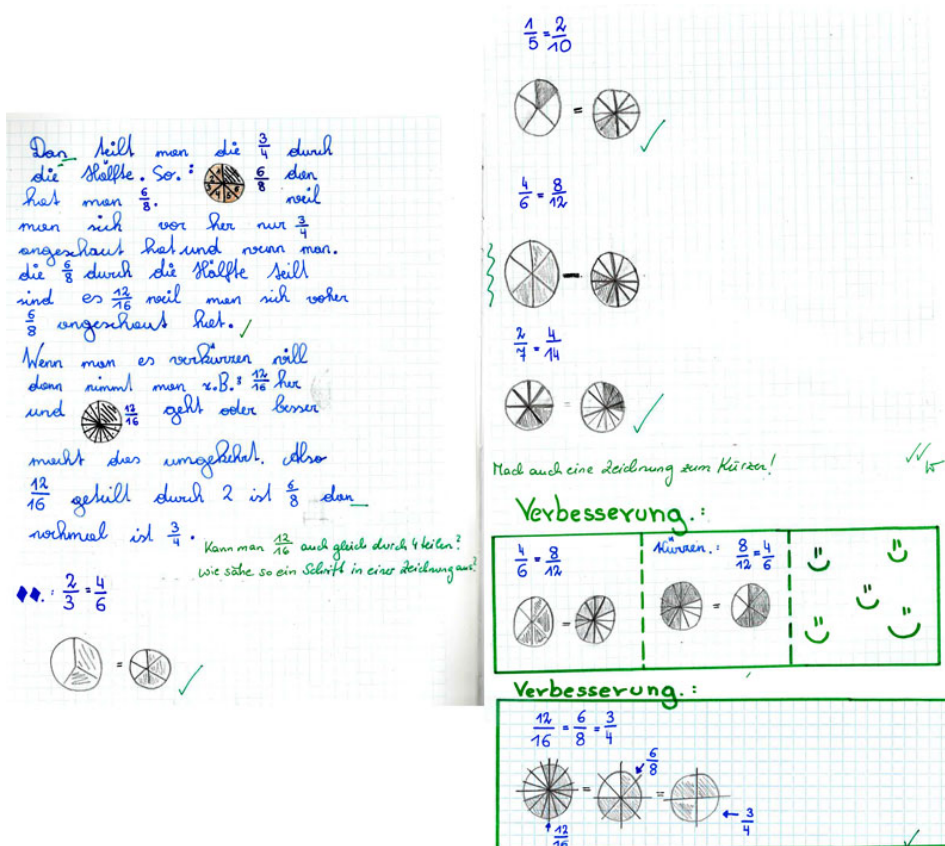 Dan teilt man die 3/4 durch
die Hälfte. So.: 6/8 dan
hat man 6/8. weil
man sich vor her nur 3/4
angeschaut hat und wenn man.
die 6/8 durch die Hälfte teilt
sind es 12/16 weil man sich voher
6/8 angeschaut hat.
Wenn man es verkürzen will
dann nimmt man z.B.: 12/16 her
und 12/16 geht oder besser
macht das umgekehrt. Also
12/16 geteilt durch 2 ist 6/8 dan
nochmal ist 3/4.
Kann man 12/16 auch gleich durch 4 teilen?
Wie sähe so ein Schritt in einer Zeichnung aus?
: 2/3 = 4/6
=
1/5 = 2/10
=
4/6 = 8/12
=
2/7 = 4/14
=
Mach auch eine Zeichnung zum Kürzen!
Verbesserung.:
4/6 = 8/12
=
Kürzen.: 8/12 = 4/6
=
Verbesserung.:
12/16 = 6/8 = 3/4
6/8
= =
3/4
12/16